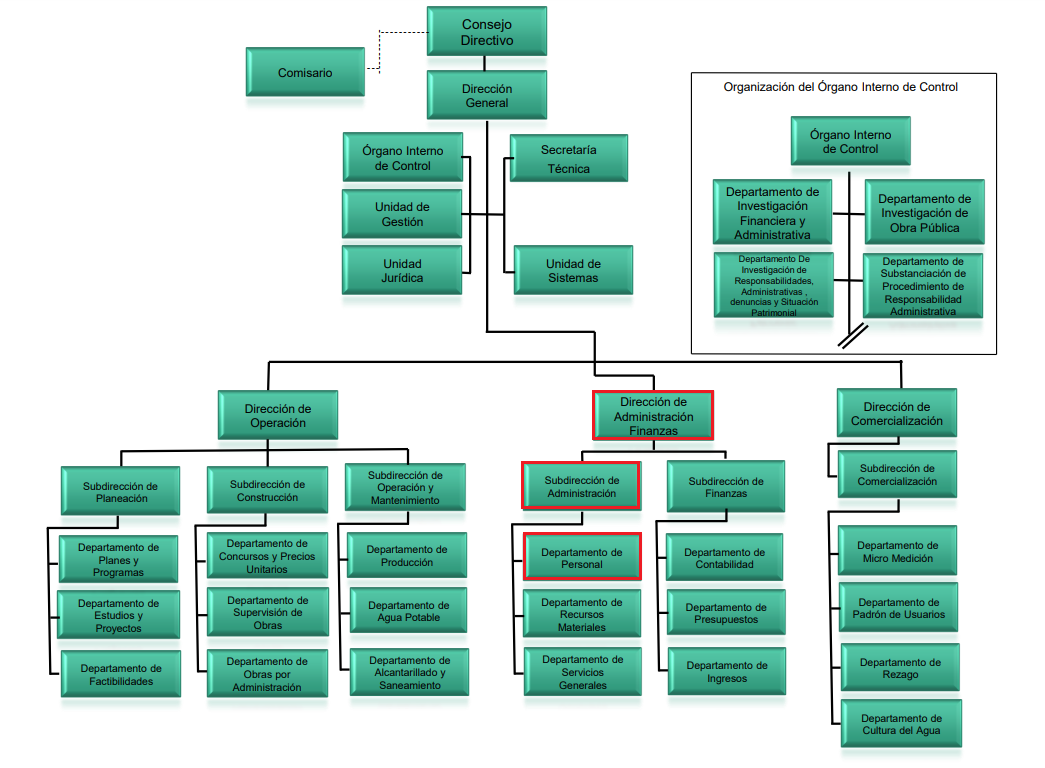 Consejo
Directivo
Comisario
Dirección
General
Órgano Interno
de Control
Secretaría
Técnica
Unidad de
Gestión
Unidad
Jurídica
Unidad de
Sistemas
Organización del Órgano Interno de Control
Órgano Interno
de Control
Departamento de
Investigación
Financiera y
Administrativa
Departamento de
Investigación de
Obra Pública
Departamento De
Investigación de
Responsabilidades,
Administrativas ,
denuncias y Situación
Patrimonial
Departamento de
Substanciación de
Procedimiento de
Responsabilidad
Administrativa
Dirección de
Operación
Dirección de
Administración
Finanzas
Dirección de
Comercialización
Subdirección de
Planeación
Subdirección de
Construcción
Subdirección de
Operación y
Mantenimiento
Subdirección de
Administración
Subdirección de
Finanzas
Subdirección de
Comercialización
Departamento de
Planes y
Programas
Departamento de
Estudios y
Proyectos
Departamento de
Factibilidades
Departamento de
Concursos y Precios
Unitarios
Departamento de
Supervisión de
Obras
Departamento de
Obras por
Administración
Departamento de
Producción
Departamento de
Agua Potable
Departamento de
Alcantarillado y
Saneamiento
Departamento de
Personal
Departamento de
Recursos
Materiales
Departamento de
Servicios
Generales
Departamento de
Contabilidad
Departamento de
Presupuestos
Departamento de
Ingresos
Departamento de
Micro Medición
Departamento de
Padrón de Usuarios
Departamento de
Rezago
Departamento de
Cultura del Agua